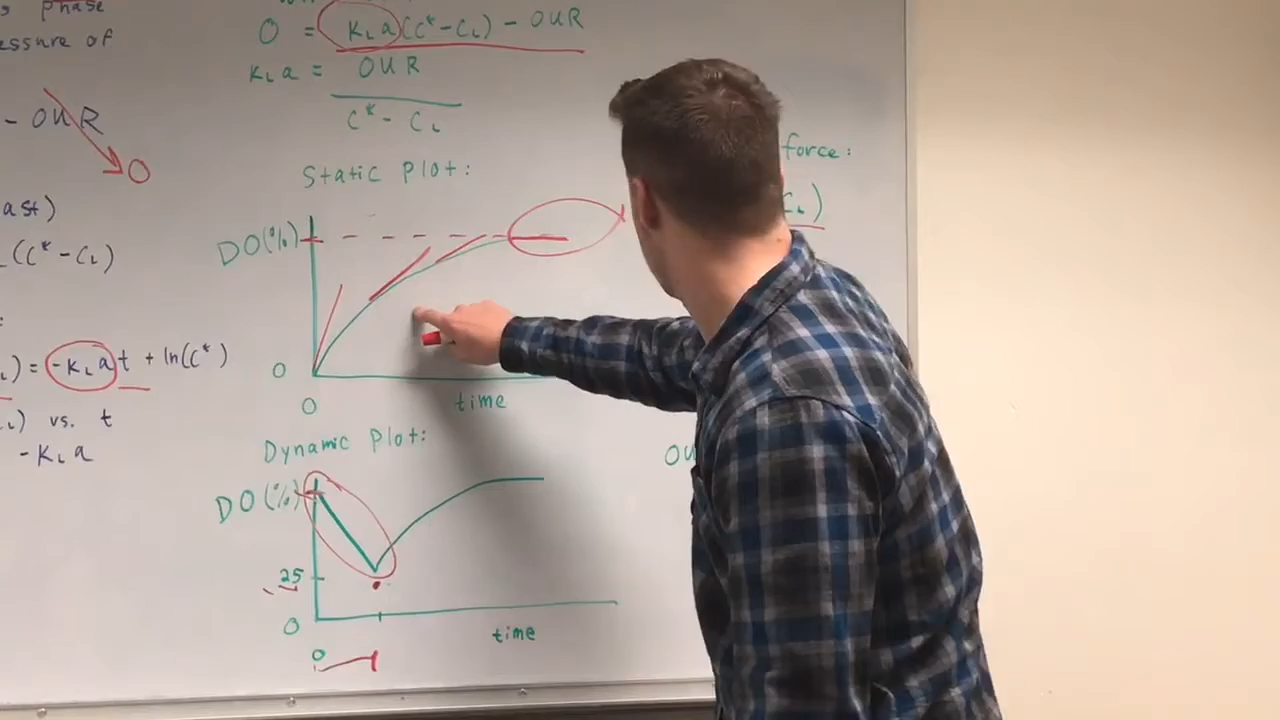 phase
essure of
- OUR
0
ast)
(C* - CL)
) = -KLa t + ln(C*)
) vs. t
-KLa
0 = KLa(C* - CL) - OUR
KLa = OUR
C* - CL
Static Plot:
DO(%)
0
0
time
Dynamic Plot:
DO(%)
25
0
0
time
force:
CL)
OU